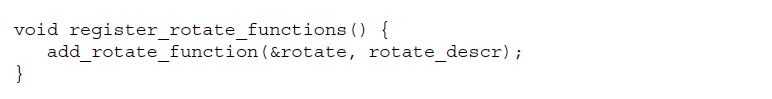 void register_rotate_functions() {
   add_rotate_function(&rotate, rotate_descr);
}